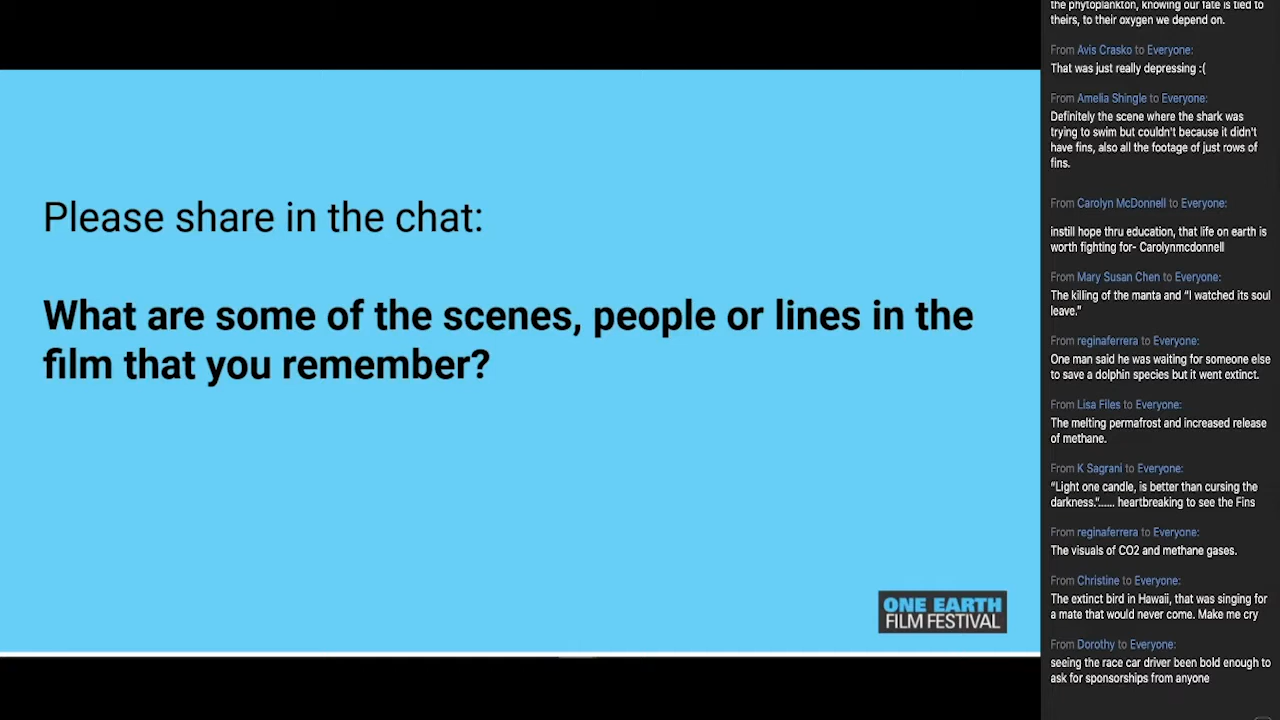 Please share in the chat:
What are some of the scenes, people or lines in the
film that you remember?
ONE EARTH
FILM FESTIVAL
the phytoplankton, knowing our fate is tied to
theirs, to their oxygen we depend on.
From Avis Crasko to Everyone:
That was just really depressing :(
From Amelia Shingle to Everyone:
Definitely the scene where the shark was
trying to swim but couldn't because it didn't
have fins, also all the footage of just rows of
fins.
From Carolyn McDonnell to Everyone:
instill hope thru education, that life on earth is
worth fighting for- Carolynmcdonnell
From Mary Susan Chen to Everyone:
The killing of the manta and “I watched its soul
leave.”
From reginaferrera to Everyone:
One man said he was waiting for someone else
to save a dolphin species but it went extinct.
From Lisa Files to Everyone:
The melting permafrost and increased release
of methane.
From K Sagrani to Everyone:
“Light one candle, is better than cursing the
darkness.”...... heartbreaking to see the Fins
From reginaferrera to Everyone:
The visuals of CO2 and methane gases.
From Christine to Everyone:
The extinct bird in Hawaii, that was singing for
a mate that would never come. Make me cry
From Dorothy to Everyone:
seeing the race car driver been bold enough to
ask for sponsorships from anyone